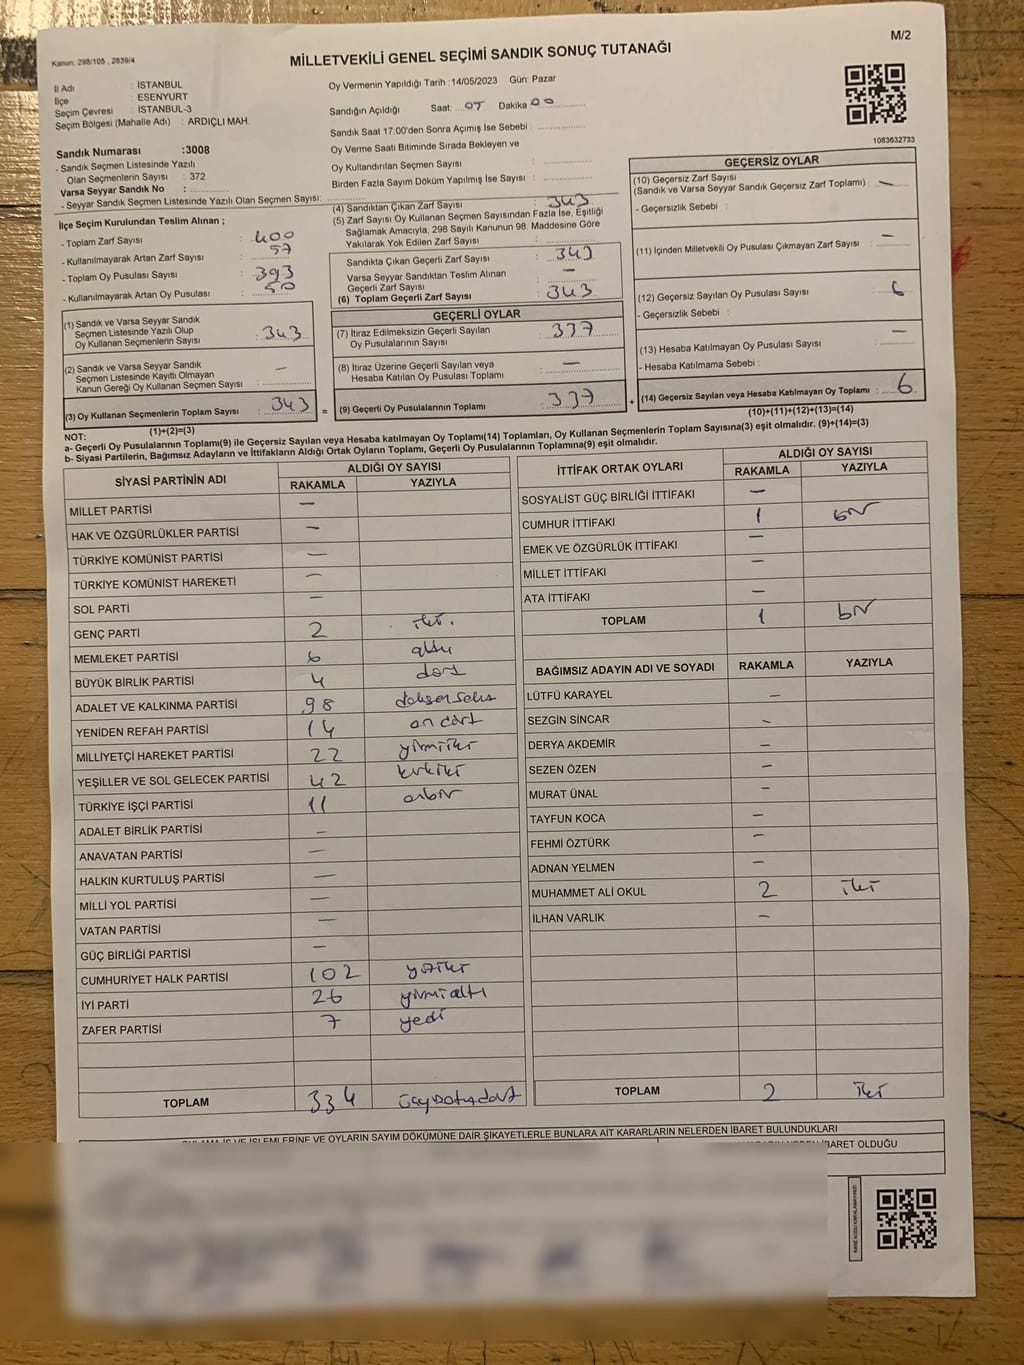 M/2
Kanun: 298/105 , 2839/4
MİLLETVEKİLİ GENEL SEÇİMİ SANDIK SONUÇ TUTANAĞI
İl Adı : İSTANBUL
İlçe : ESENYURT
Seçim Çevresi : İSTANBUL-3
Seçim Bölgesi (Mahalle Adı) : ARDIÇLI MAH.
Sandık Numarası :3008
- Sandık Seçmen Listesinde Yazılı
Olan Seçmenlerin Sayısı : 372
Varsa Seyyar Sandık No :
- Seyyar Sandık Seçmen Listesinde Yazılı Olan Seçmen Sayısı:
Oy Vermenin Yapıldığı Tarih :14/05/2023 Gün: Pazar
Sandığın Açıldığı Saat: 05 Dakika 00
Sandık Saat 17:00'den Sonra Açımış İse Sebebi :
Oy Verme Saati Bitiminde Sırada Bekleyen ve
Oy Kullandırılan Seçmen Sayısı :
Birden Fazla Sayım Döküm Yapılmış İse Sayısı :
1083632733
İlçe Seçim Kurulundan Teslim Alınan ;
- Toplam Zarf Sayısı : 400
- Kullanılmayarak Artan Zarf Sayısı : 57
- Toplam Oy Pusulası Sayısı : 393
- Kullanılmayarak Artan Oy Pusulası : 50
(1) Sandık ve Varsa Seyyar Sandık
Seçmen Listesinde Yazılı Olup
Oy Kullanan Seçmenlerin Sayısı : 343
(2) Sandık ve Varsa Seyyar Sandık
Seçmen Listesinde Kayıtlı Olmayan
Kanun Gereği Oy Kullanan Seçmen Sayısı : —
(3) Oy Kullanan Seçmenlerin Toplam Sayısı : 343 =
(1)+(2)=(3)
(4) Sandıktan Çıkan Zarf Sayısı : 343
(5) Zarf Sayısı Oy Kullanan Seçmen Sayısından Fazla İse, Eşitliği
Sağlamak Amacıyla; 298 Sayılı Kanunun 98. Maddesine Göre
Yakılarak Yok Edilen Zarf Sayısı :
Sandıkta Çıkan Geçerli Zarf Sayısı : 343
Varsa Seyyar Sandıktan Teslim Alınan
Geçerli Zarf Sayısı : —
(6) Toplam Geçerli Zarf Sayısı : 343
GEÇERLİ OYLAR
(7) İtiraz Edilmeksizin Geçerli Sayılan
Oy Pusulalarının Sayısı : 337
(8) İtiraz Üzerine Geçerli Sayılan veya
Hesaba Katılan Oy Pusulası Toplamı : —
(9) Geçerli Oy Pusulalarının Toplamı : 337 +
GEÇERSİZ OYLAR
(10) Geçersiz Zarf Sayısı
(Sandık ve Varsa Seyyar Sandık Geçersiz Zarf Toplamı) : —
- Geçersizlik Sebebi :
(11) İçinden Milletvekili Oy Pusulası Çıkmayan Zarf Sayısı : —
(12) Geçersiz Sayılan Oy Pusulası Sayısı : 6
- Geçersizlik Sebebi :
(13) Hesaba Katılmayan Oy Pusulası Sayısı : —
- Hesaba Katılmama Sebebi :
(14) Geçersiz Sayılan veya Hesaba Katılmayan Oy Toplamı : 6
(10)+(11)+(12)+(13)=(14)
NOT:
a- Geçerli Oy Pusulalarının Toplamı(9) ile Geçersiz Sayılan veya Hesaba katılmayan Oy Toplamı(14) Toplamları, Oy Kullanan Seçmenlerin Toplam Sayısına(3) eşit olmalıdır. (9)+(14)=(3)
b- Siyasi Partilerin, Bağımsız Adayların ve İttifakların Aldığı Ortak Oyların Toplamı, Geçerli Oy Pusulalarının Toplamına(9) eşit olmalıdır.
SİYASİ PARTİNİN ADI ALDIĞI OY SAYISI
RAKAMLA YAZIYLA
MİLLET PARTİSİ —
HAK VE ÖZGÜRLÜKLER PARTİSİ —
TÜRKİYE KOMÜNİST PARTİSİ —
TÜRKİYE KOMÜNİST HAREKETİ —
SOL PARTİ —
GENÇ PARTİ 2 iki.
MEMLEKET PARTİSİ 6 altı
BÜYÜK BİRLİK PARTİSİ 4 dört
ADALET VE KALKINMA PARTİSİ 98 doksansekiz
YENİDEN REFAH PARTİSİ 14 on dört
MİLLİYETÇİ HAREKET PARTİSİ 22 yirmiiki
YEŞİLLER VE SOL GELECEK PARTİSİ 42 kırkiki
TÜRKİYE İŞÇİ PARTİSİ 11 onbir
ADALET BİRLİK PARTİSİ —
ANAVATAN PARTİSİ —
HALKIN KURTULUŞ PARTİSİ —
MİLLİ YOL PARTİSİ —
VATAN PARTİSİ —
GÜÇ BİRLİĞİ PARTİSİ —
CUMHURİYET HALK PARTİSİ 102 yüziki
İYİ PARTİ 26 yirmialtı
ZAFER PARTİSİ 7 yedi
TOPLAM 334 üçyüzotuzdört
İTTİFAK ORTAK OYLARI ALDIĞI OY SAYISI
RAKAMLA YAZIYLA
SOSYALİST GÜÇ BİRLİĞİ İTTİFAKI —
CUMHUR İTTİFAKI 1 bir
EMEK VE ÖZGÜRLÜK İTTİFAKI —
MİLLET İTTİFAKI —
ATA İTTİFAKI —
TOPLAM 1 bir
BAĞIMSIZ ADAYIN ADI VE SOYADI RAKAMLA YAZIYLA
LÜTFÜ KARAYEL —
SEZGİN SİNCAR —
DERYA AKDEMİR —
SEZEN ÖZEN —
MURAT ÜNAL —
TAYFUN KOCA —
FEHMİ ÖZTÜRK —
ADNAN YELMEN —
MUHAMMET ALİ OKUL 2 iki
İLHAN VARLIK —
TOPLAM 2 iki
İŞLEMLERİNE VE OYLARIN SAYIM DÖKÜMÜNE DAİR ŞİKAYETLERLE BUNLARA AİT KARARLARIN NELERDEN İBARET BULUNDUKLARI
İBARET OLDUĞU